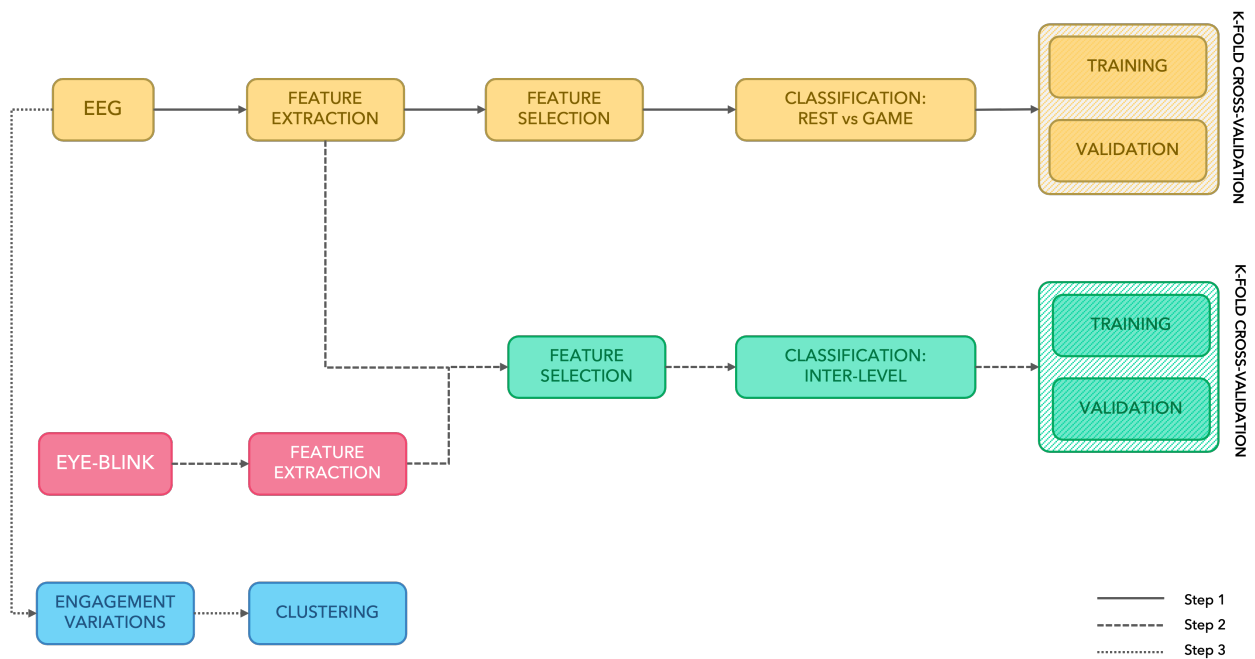 EEG
FEATURE
EXTRACTION
FEATURE
SELECTION
CLASSIFICATION:
REST vs GAME
TRAINING
VALIDATION
K-FOLD CROSS-VALIDATION
FEATURE
SELECTION
CLASSIFICATION:
INTER-LEVEL
TRAINING
VALIDATION
K-FOLD CROSS-VALIDATION
EYE-BLINK
FEATURE
EXTRACTION
ENGAGEMENT
VARIATIONS
CLUSTERING
Step 1
Step 2
Step 3